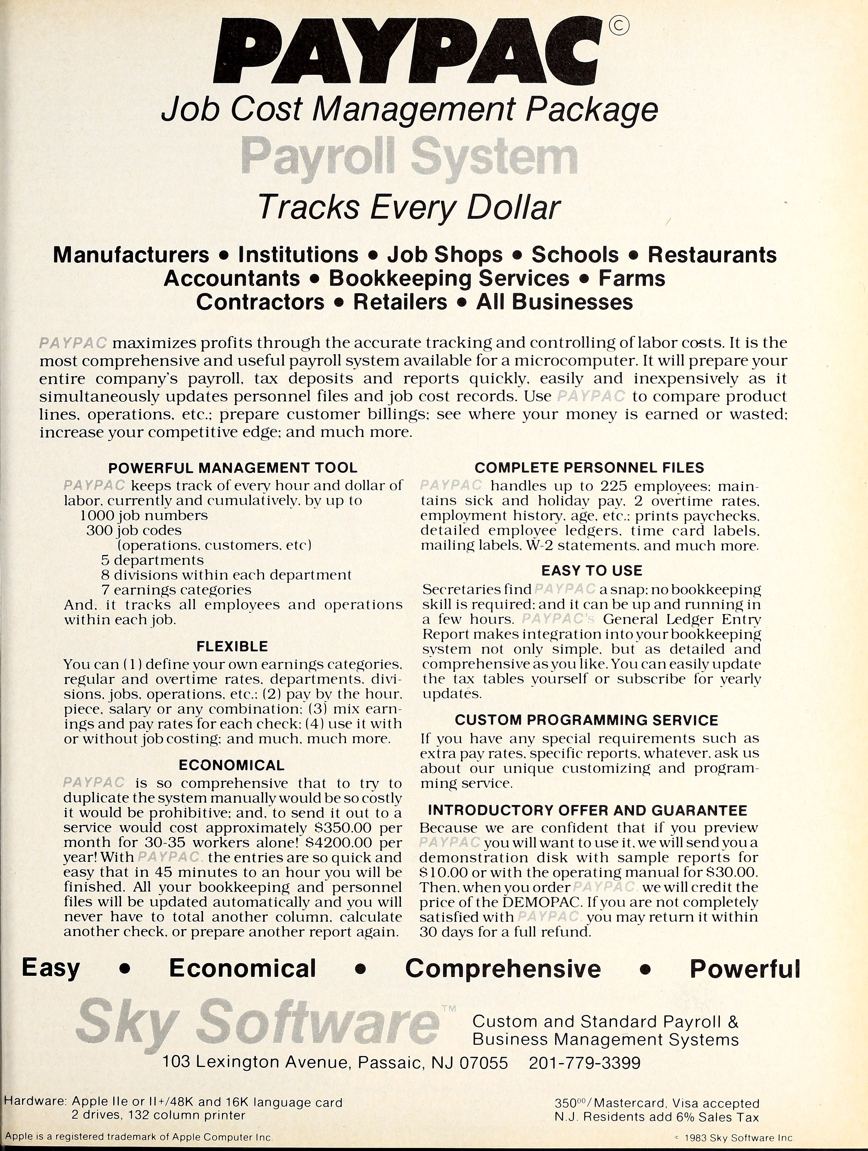 PAYPAC©
Job Cost Management Package
Payroll System
Tracks Every Dollar
Manufacturers • Institutions • Job Shops • Schools • Restaurants
Accountants • Bookkeeping Services • Farms
Contractors • Retailers • All Businesses
PAYPAC maximizes profits through the accurate tracking and controlling of labor costs. It is the
most comprehensive and useful payroll system available for a microcomputer. It will prepare your
entire company's payroll, tax deposits and reports quickly, easily and inexpensively as it
simultaneously updates personnel files and job cost records. Use PAYPAC to compare product
lines, operations, etc.; prepare customer billings; see where your money is earned or wasted;
increase your competitive edge; and much more.
POWERFUL MANAGEMENT TOOL
PAYPAC keeps track of every hour and dollar of
labor, currently and cumulatively, by up to
1000 job numbers
300 job codes
(operations, customers, etc)
5 departments
8 divisions within each department
7 earnings categories
And, it tracks all employees and operations
within each job.
FLEXIBLE
You can (1) define your own earnings categories,
regular and overtime rates, departments, divi-
sions, jobs, operations, etc.; (2) pay by the hour,
piece, salary or any combination; (3) mix earn-
ings and pay rates for each check; (4) use it with
or without job costing; and much, much more.
ECONOMICAL
PAYPAC is so comprehensive that to try to
duplicate the system manually would be so costly
it would be prohibitive; and, to send it out to a
service would cost approximately $350.00 per
month for 30-35 workers alone! $4200.00 per
year! With PAYPAC, the entries are so quick and
easy that in 45 minutes to an hour you will be
finished. All your bookkeeping and personnel
files will be updated automatically and you will
never have to total another column, calculate
another check, or prepare another report again.
COMPLETE PERSONNEL FILES
PAYPAC handles up to 225 employees; main-
tains sick and holiday pay, 2 overtime rates,
employment history, age, etc.; prints paychecks,
detailed employee ledgers, time card labels,
mailing labels, W-2 statements, and much more.
EASY TO USE
Secretaries find PAYPAC a snap; no bookkeeping
skill is required; and it can be up and running in
a few hours. PAYPAC's General Ledger Entry
Report makes integration into your bookkeeping
system not only simple, but as detailed and
comprehensive as you like. You can easily update
the tax tables yourself or subscribe for yearly
updates.
CUSTOM PROGRAMMING SERVICE
If you have any special requirements such as
extra pay rates, specific reports, whatever, ask us
about our unique customizing and program-
ming service.
INTRODUCTORY OFFER AND GUARANTEE
Because we are confident that if you preview
PAYPAC you will want to use it, we will send you a
demonstration disk with sample reports for
$10.00 or with the operating manual for $30.00.
Then, when you order PAYPAC, we will credit the
price of the DEMOPAC. If you are not completely
satisfied with PAYPAC, you may return it within
30 days for a full refund.
Easy • Economical • Comprehensive • Powerful
Sky Software™
Custom and Standard Payroll &
Business Management Systems
103 Lexington Avenue, Passaic, NJ 07055 201-779-3399
Hardware: Apple IIe or II+/48K and 16K language card
2 drives, 132 column printer
350⁰⁰/Mastercard, Visa accepted
N.J. Residents add 6% Sales Tax
Apple is a registered trademark of Apple Computer Inc.
© 1983 Sky Software Inc.